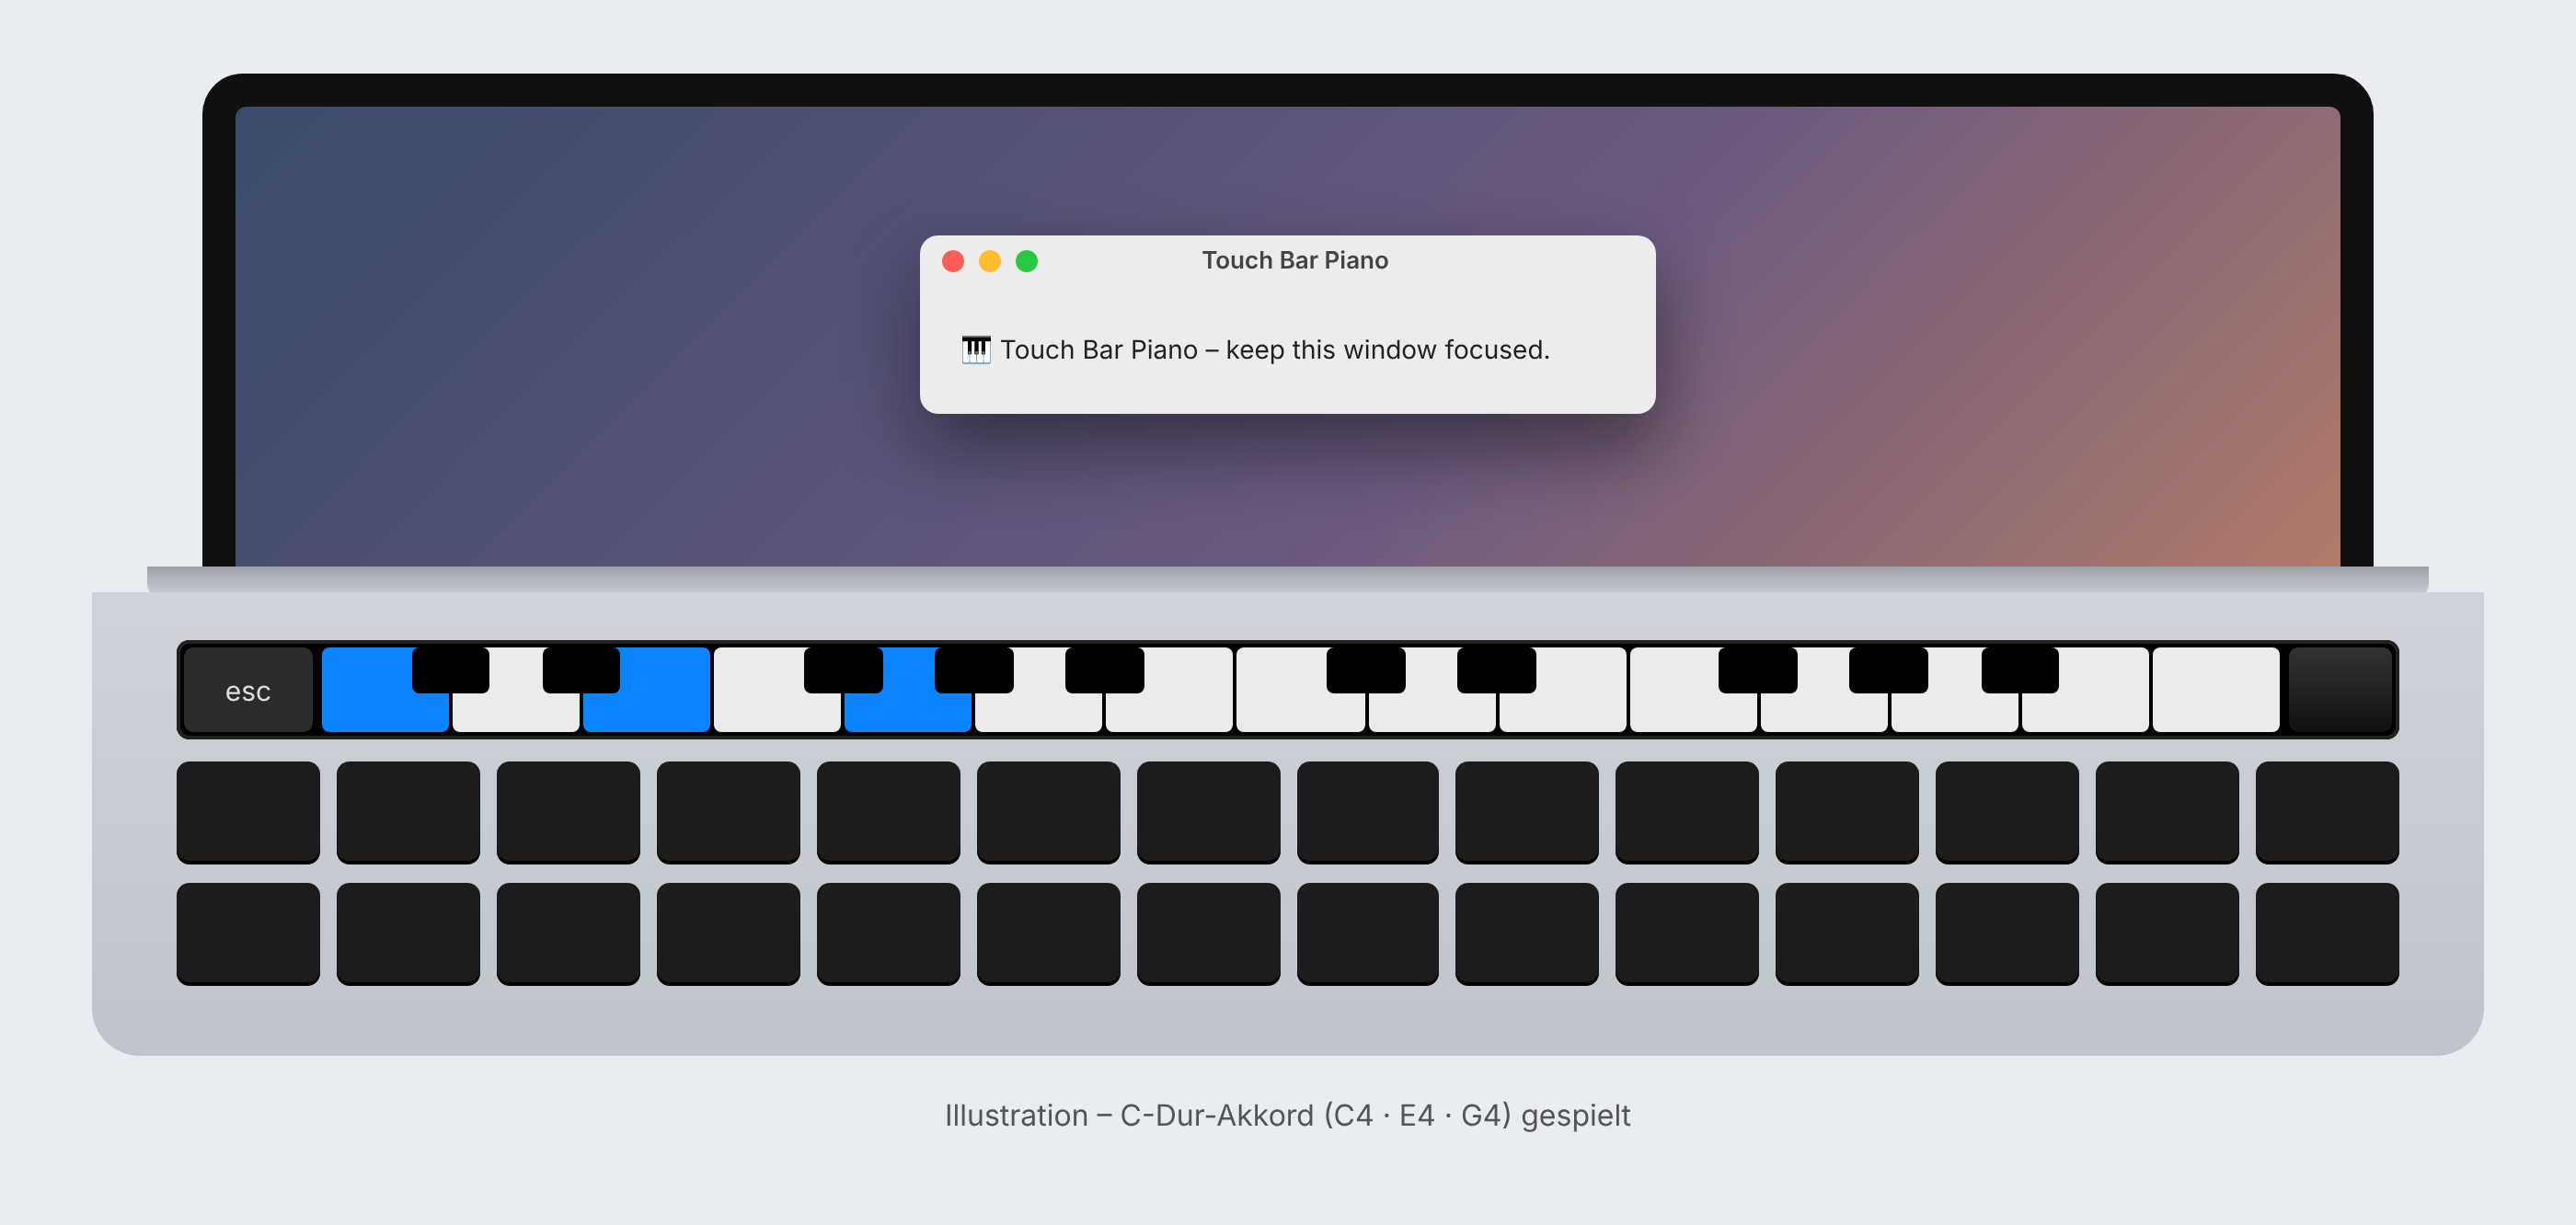 Touch Bar Piano
🎹 Touch Bar Piano – keep this window focused.
esc
Illustration – C-Dur-Akkord (C4 · E4 · G4) gespielt